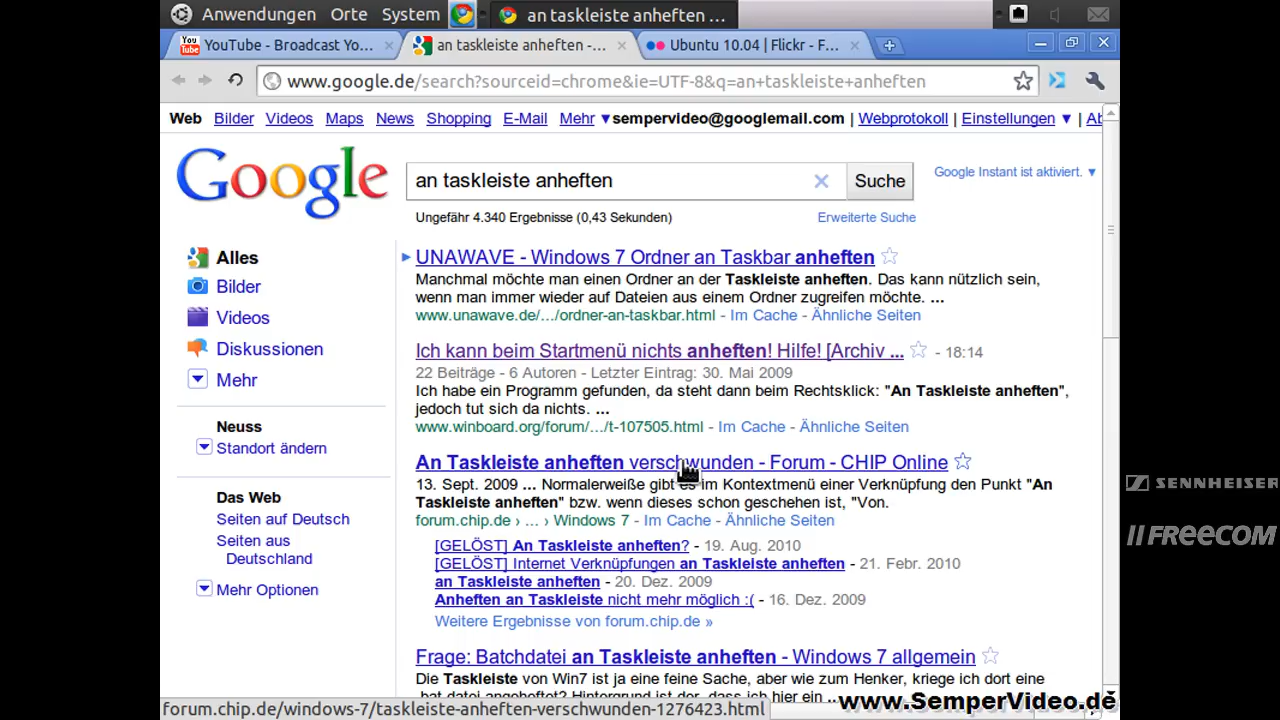 Anwendungen Orte System an taskleiste anheften ...
YouTube - Broadcast Yo... an taskleiste anheften -... Ubuntu 10.04 | Flickr - F...
www.google.de/search?sourceid=chrome&ie=UTF-8&q=an+taskleiste+anheften
Web Bilder Videos Maps News Shopping E-Mail Mehr ▼ sempervideo@googlemail.com | Webprotokoll | Einstellungen ▼ | Ab
Google
an taskleiste anheften
Suche
Google Instant ist aktiviert. ▼
Ungefähr 4.340 Ergebnisse (0,43 Sekunden)
Erweiterte Suche
Alles
Bilder
Videos
Diskussionen
Mehr
Neuss
Standort ändern
Das Web
Seiten auf Deutsch
Seiten aus
Deutschland
Mehr Optionen
UNAWAVE - Windows 7 Ordner an Taskbar anheften
Manchmal möchte man einen Ordner an der Taskleiste anheften. Das kann nützlich sein,
wenn man immer wieder auf Dateien aus einem Ordner zugreifen möchte. ...
www.unawave.de/.../ordner-an-taskbar.html - Im Cache - Ähnliche Seiten
Ich kann beim Startmenü nichts anheften! Hilfe! [Archiv ... - 18:14
22 Beiträge - 6 Autoren - Letzter Eintrag: 30. Mai 2009
Ich habe ein Programm gefunden, da steht dann beim Rechtsklick: "An Taskleiste anheften",
jedoch tut sich da nichts. ...
www.winboard.org/forum/.../t-107505.html - Im Cache - Ähnliche Seiten
An Taskleiste anheften verschwunden - Forum - CHIP Online
13. Sept. 2009 ... Normalerweiße gibt es im Kontextmenü einer Verknüpfung den Punkt "An
Taskleiste anheften" bzw. wenn dieses schon geschehen ist, "Von.
forum.chip.de › ... › Windows 7 - Im Cache - Ähnliche Seiten
[GELÖST] An Taskleiste anheften? - 19. Aug. 2010
[GELÖST] Internet Verknüpfungen an Taskleiste anheften - 21. Febr. 2010
an Taskleiste anheften - 20. Dez. 2009
Anheften an Taskleiste nicht mehr möglich :( - 16. Dez. 2009
Weitere Ergebnisse von forum.chip.de »
Frage: Batchdatei an Taskleiste anheften - Windows 7 allgemein
Die Taskleiste von Win7 ist ja eine feine Sache, aber wie zum Henker, kriege ich dort eine
.bat datei angeheftet? Hintergrund ist der, dass ich hier ein ...
forum.chip.de/windows-7/taskleiste-anheften-verschwunden-1276423.html
www.SemperVideo.de
SENNHEISER
FREECOM